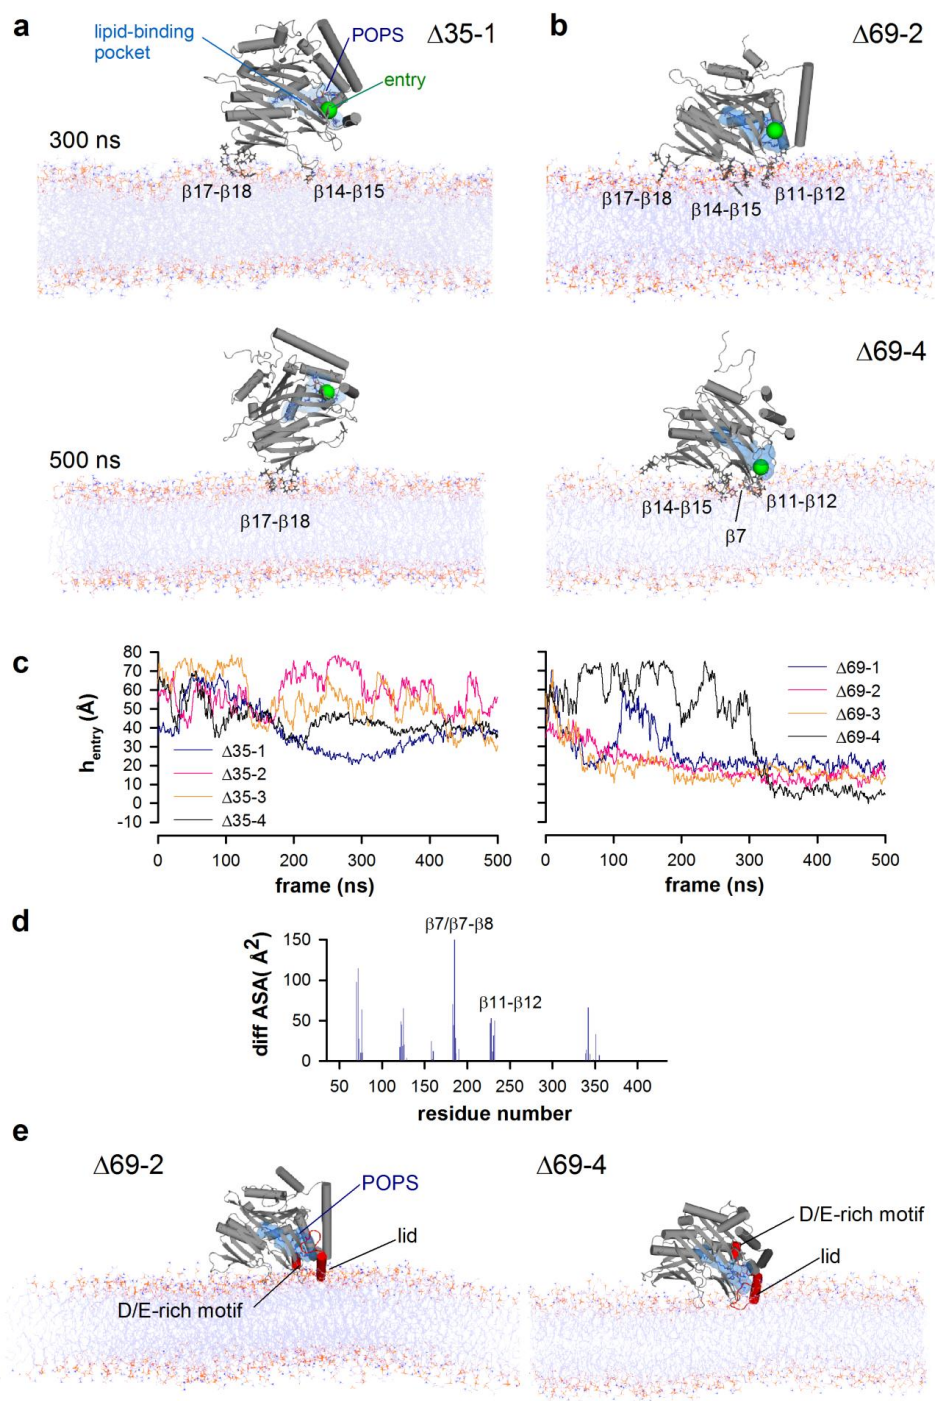 a
Δ35-1
b
Δ69-2
lipid-binding
pocket
POPS
entry
300 ns
β17-β18
β14-β15
β17-β18
β14-β15
β11-β12
Δ69-4
500 ns
β17-β18
β14-β15
β7
β11-β12
c
h entry (Å)
80
70
60
50
40
30
20
10
0
-10
Δ35-1
Δ35-2
Δ35-3
Δ35-4
0 100 200 300 400 500
frame (ns)
Δ69-1
Δ69-2
Δ69-3
Δ69-4
0 100 200 300 400 500
frame (ns)
d
diff ASA( Å²)
150
100
50
0
β7/β7-β8
β11-β12
50 100 150 200 250 300 350 400
residue number
e
Δ69-2
POPS
lid
D/E-rich motif
Δ69-4
D/E-rich motif
lid